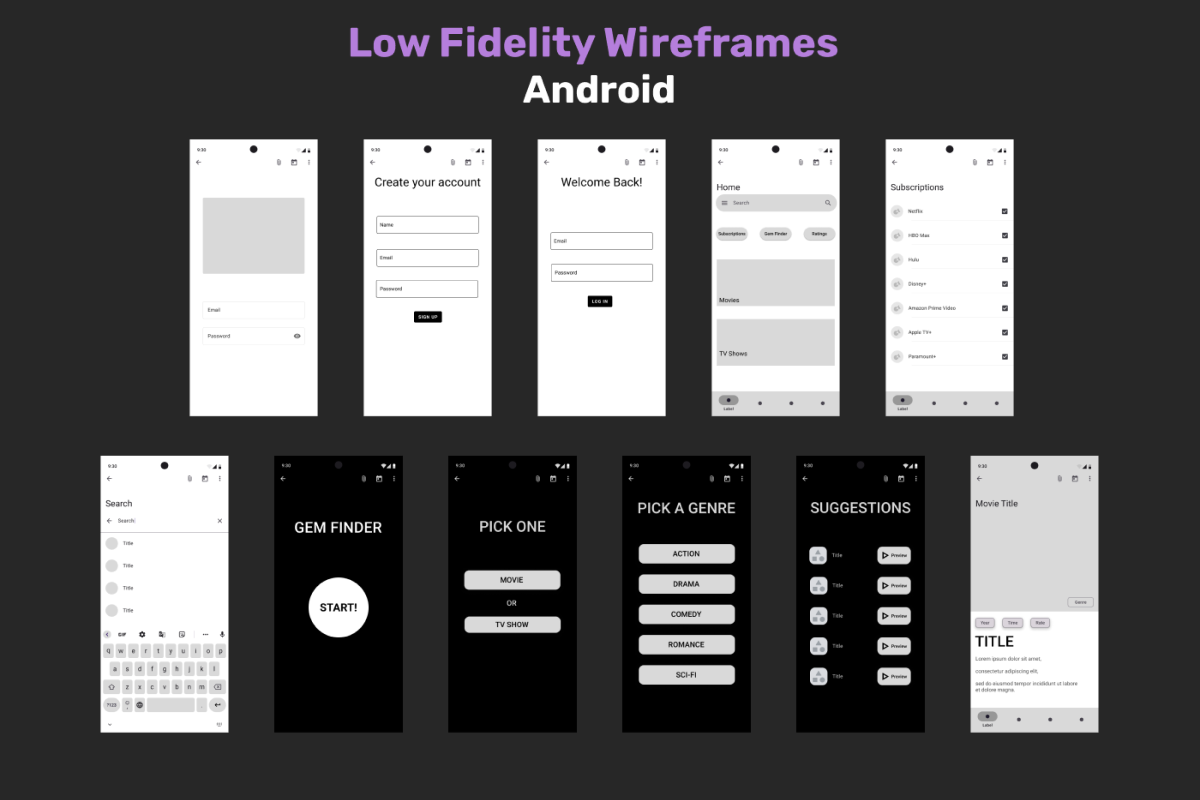 Low Fidelity Wireframes
Android
9:30
Email
Password
9:30
Create your account
Name
Email
Password
SIGN UP
9:30
Welcome Back!
Email
Password
LOG IN
9:30
Home
Search
Subscriptions Gem Finder Ratings
Movies
TV Shows
Label
9:30
Subscriptions
Netflix
HBO Max
Hulu
Disney+
Amazon Prime Video
Apple TV+
Paramount+
Label
9:30
Search
Search
Title
Title
Title
Title
GIF
q w e r t y u i o p
a s d f g h j k l
z x c v b n m
?123
9:30
GEM FINDER
START!
9:30
PICK ONE
MOVIE
OR
TV SHOW
9:30
PICK A GENRE
ACTION
DRAMA
COMEDY
ROMANCE
SCI-FI
9:30
SUGGESTIONS
Title Preview
Title Preview
Title Preview
Title Preview
Title Preview
9:30
Movie Title
Year Time Rate
TITLE
Lorem ipsum dolor sit amet,
consectetur adipiscing elit,
sed do eiusmod tempor incididunt ut labore
et dolore magna.
Label